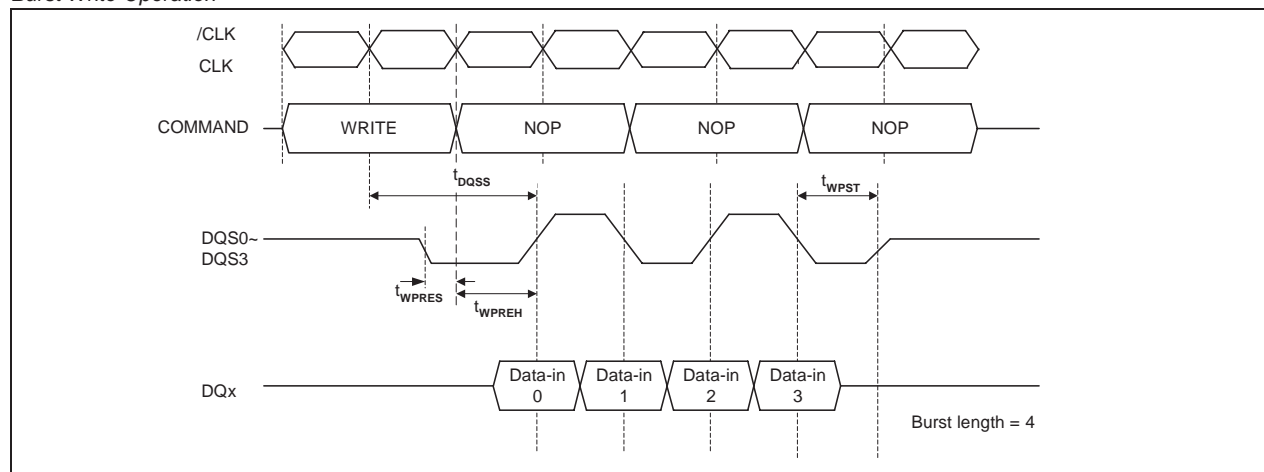 Burst Write Operation
/CLK
CLK
COMMAND WRITE NOP NOP NOP
tDQSS tWPST
DQS0~
DQS3
tWPRES tWPREH
Data-in Data-in Data-in Data-in
DQx
0 1 2 3
Burst length = 4